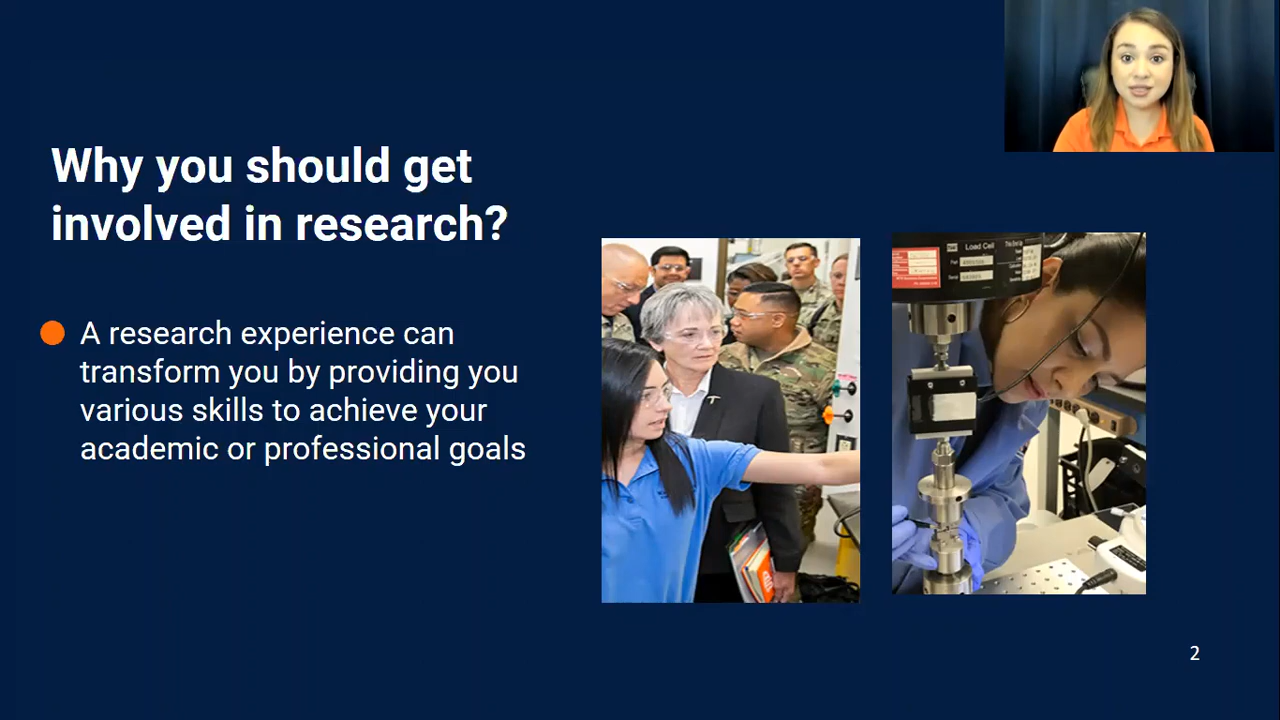 Why you should get
involved in research?
A research experience can
transform you by providing you
various skills to achieve your
academic or professional goals
Load Cell
2